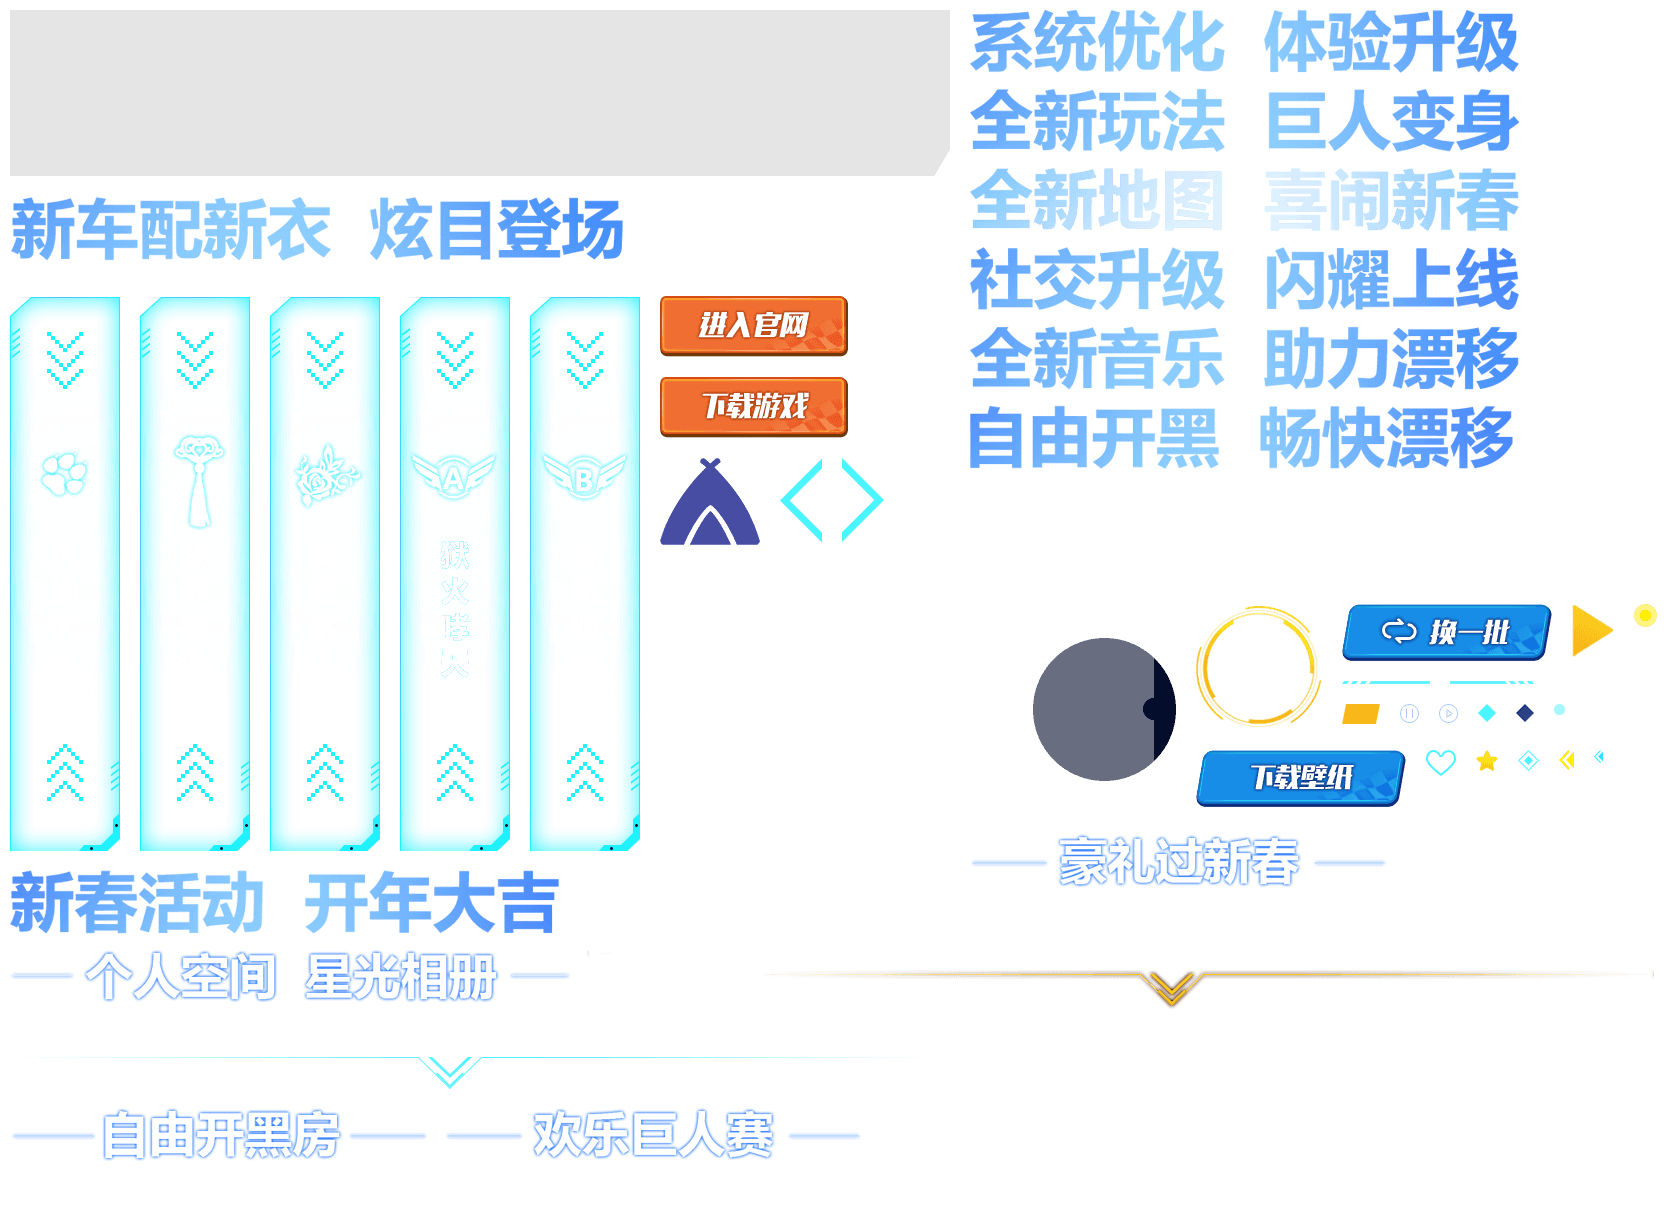 系统优化 体验升级
全新玩法 巨人变身
全新地图 喜闹新春
新车配新衣 炫目登场
社交升级 闪耀上线
进入官网
全新音乐 助力漂移
下载游戏
自由开黑 畅快漂移
A
B
换一批
下载壁纸
豪礼过新春
新春活动 开年大吉
个人空间 星光相册
自由开黑房
欢乐巨人赛